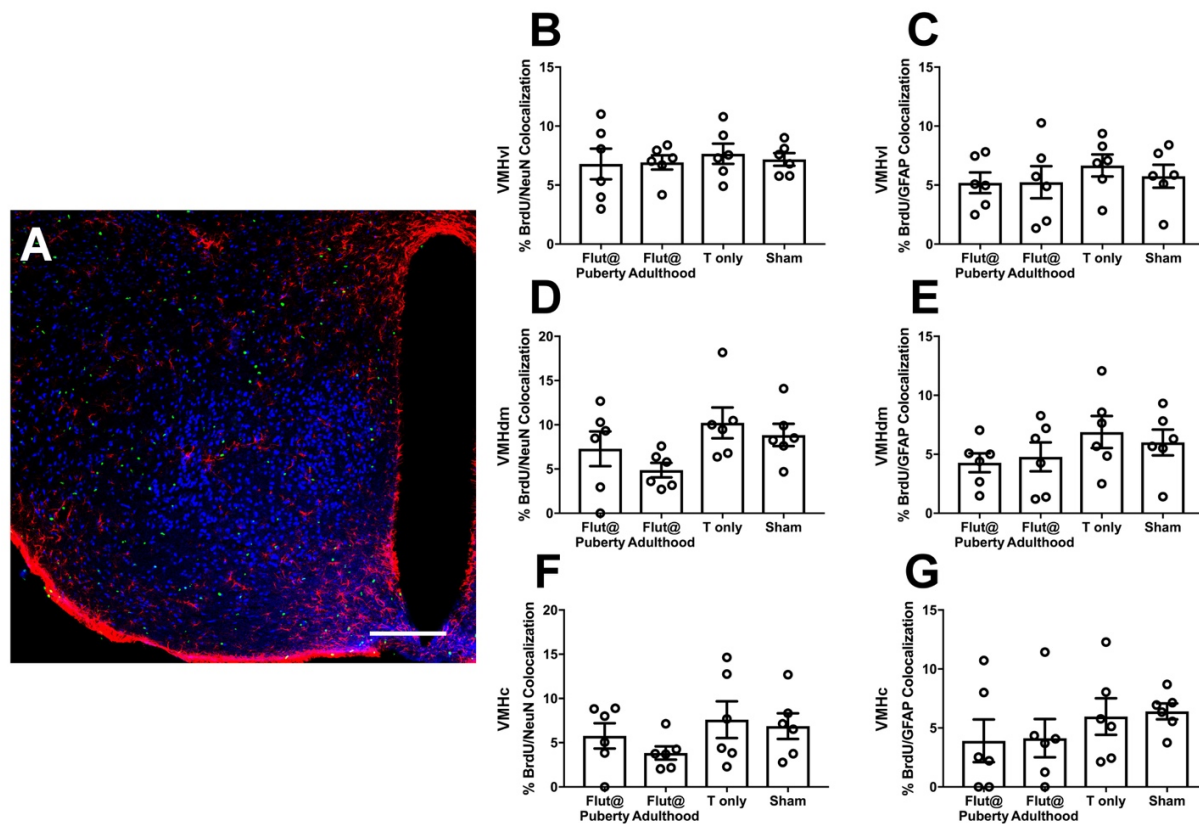 A
B
VMHvl
% BrdU/NeuN Colocalization
15
10
5
0
Flut@ Flut@ T only Sham
Puberty Adulthood
C
VMHvl
% BrdU/GFAP Colocalization
15
10
5
0
Flut@ Flut@ T only Sham
Puberty Adulthood
D
VMHdm
% BrdU/NeuN Colocalization
20
15
10
5
0
Flut@ Flut@ T only Sham
Puberty Adulthood
E
VMHdm
% BrdU/GFAP Colocalization
15
10
5
0
Flut@ Flut@ T only Sham
Puberty Adulthood
F
VMHc
% BrdU/NeuN Colocalization
20
15
10
5
0
Flut@ Flut@ T only Sham
Puberty Adulthood
G
VMHc
% BrdU/GFAP Colocalization
15
10
5
0
Flut@ Flut@ T only Sham
Puberty Adulthood